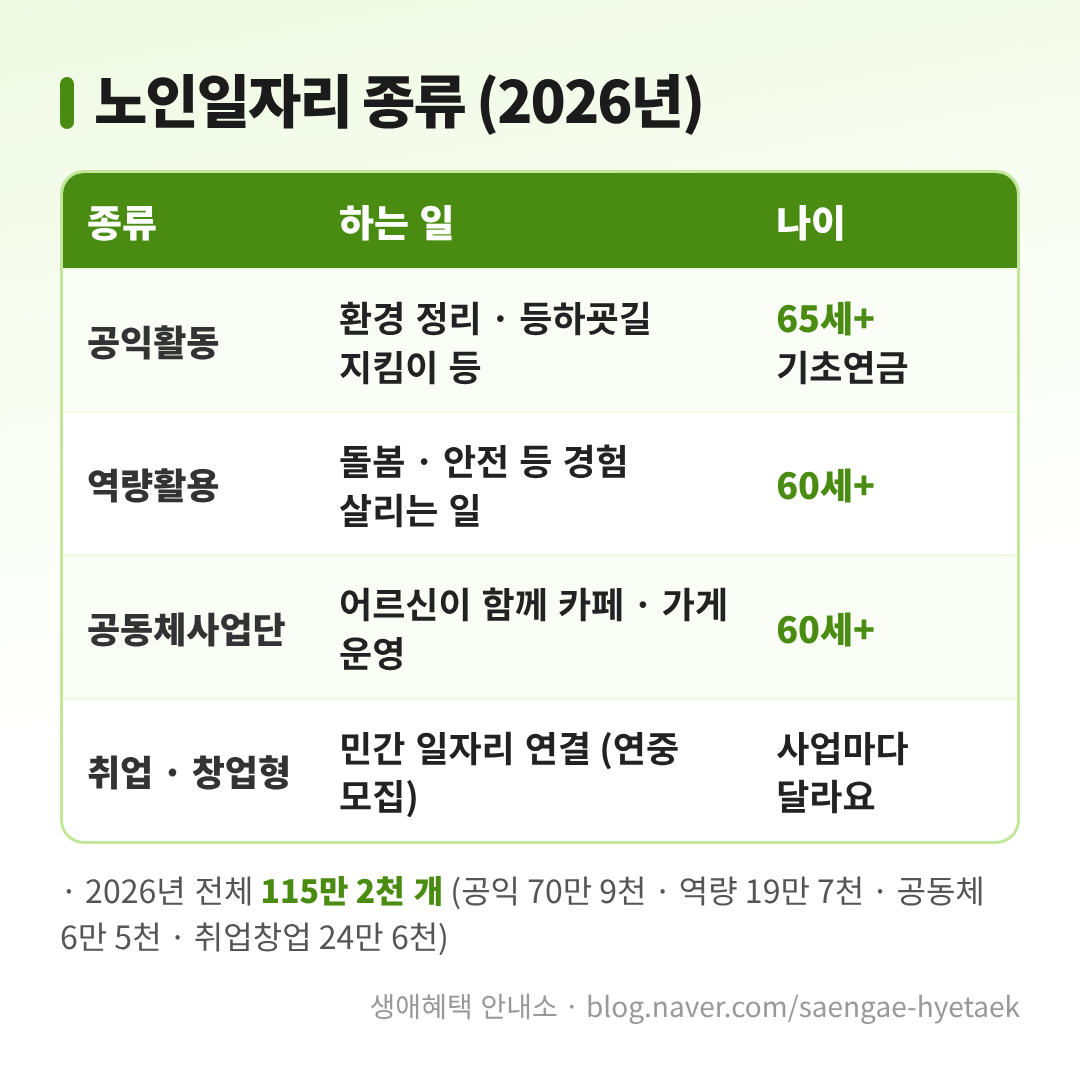 노인일자리 종류 (2026년)
종류 하는 일 나이
공익활동
환경 정리 · 등하굣길
지킴이 등
65세+
기초연금
역량활용
돌봄 · 안전 등 경험
살리는 일
60세+
공동체사업단
어르신이 함께 카페 · 가게
운영
60세+
취업 · 창업형
민간 일자리 연결 (연중
모집)
사업마다
달라요
· 2026년 전체 115만 2천 개 (공익 70만 9천 · 역량 19만 7천 · 공동체
6만 5천 · 취업창업 24만 6천)
생애혜택 안내소 · blog.naver.com/saengae-hyetaek